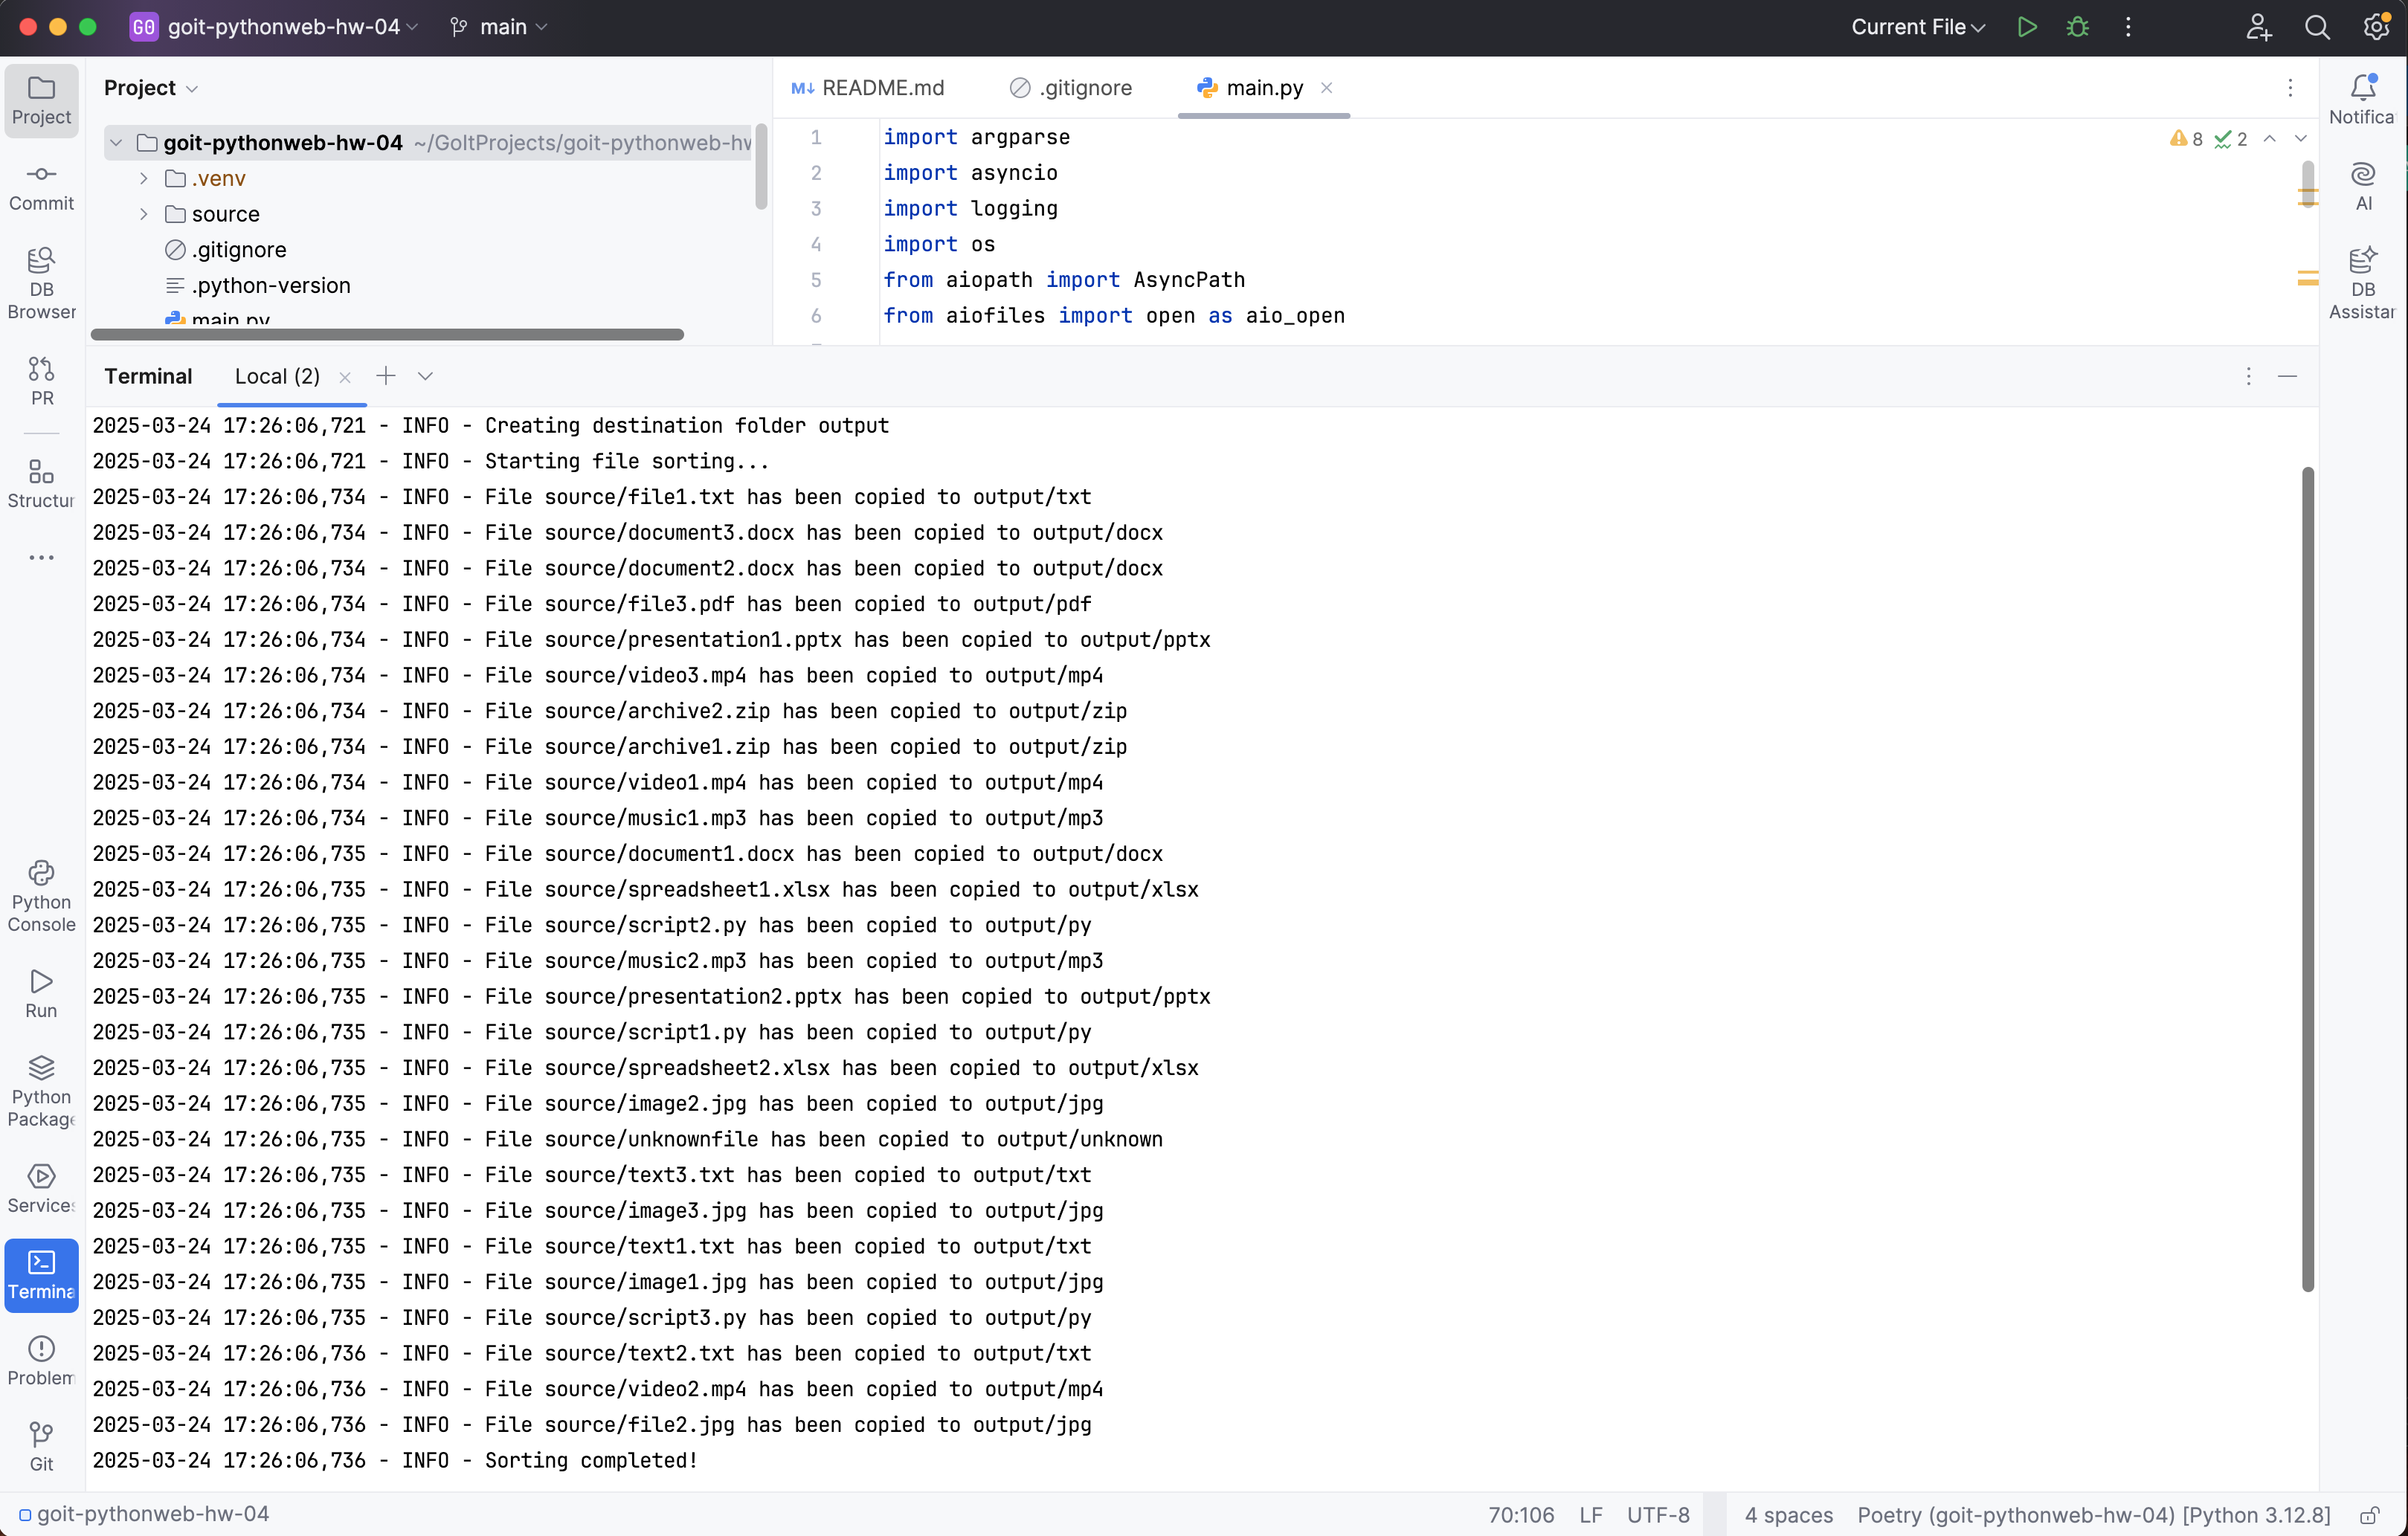 GO goit-pythonweb-hw-04 main Current File
Project
README.md .gitignore main.py
Notifica
Project
goit-pythonweb-hw-04 ~/GoItProjects/goit-pythonweb-hw
.venv
source
.gitignore
.python-version
main.py
8 2
1 import argparse
2 import asyncio
3 import logging
4 import os
5 from aiopath import AsyncPath
6 from aiofiles import open as aio_open
Commit
DB
Browser
PR
Structur
Python
Console
Run
Python
Package
Services
Termina
Problem
Git
AI
DB
Assistar
Terminal Local (2)
2025-03-24 17:26:06,721 - INFO - Creating destination folder output
2025-03-24 17:26:06,721 - INFO - Starting file sorting...
2025-03-24 17:26:06,734 - INFO - File source/file1.txt has been copied to output/txt
2025-03-24 17:26:06,734 - INFO - File source/document3.docx has been copied to output/docx
2025-03-24 17:26:06,734 - INFO - File source/document2.docx has been copied to output/docx
2025-03-24 17:26:06,734 - INFO - File source/file3.pdf has been copied to output/pdf
2025-03-24 17:26:06,734 - INFO - File source/presentation1.pptx has been copied to output/pptx
2025-03-24 17:26:06,734 - INFO - File source/video3.mp4 has been copied to output/mp4
2025-03-24 17:26:06,734 - INFO - File source/archive2.zip has been copied to output/zip
2025-03-24 17:26:06,734 - INFO - File source/archive1.zip has been copied to output/zip
2025-03-24 17:26:06,734 - INFO - File source/video1.mp4 has been copied to output/mp4
2025-03-24 17:26:06,734 - INFO - File source/music1.mp3 has been copied to output/mp3
2025-03-24 17:26:06,735 - INFO - File source/document1.docx has been copied to output/docx
2025-03-24 17:26:06,735 - INFO - File source/spreadsheet1.xlsx has been copied to output/xlsx
2025-03-24 17:26:06,735 - INFO - File source/script2.py has been copied to output/py
2025-03-24 17:26:06,735 - INFO - File source/music2.mp3 has been copied to output/mp3
2025-03-24 17:26:06,735 - INFO - File source/presentation2.pptx has been copied to output/pptx
2025-03-24 17:26:06,735 - INFO - File source/script1.py has been copied to output/py
2025-03-24 17:26:06,735 - INFO - File source/spreadsheet2.xlsx has been copied to output/xlsx
2025-03-24 17:26:06,735 - INFO - File source/image2.jpg has been copied to output/jpg
2025-03-24 17:26:06,735 - INFO - File source/unknownfile has been copied to output/unknown
2025-03-24 17:26:06,735 - INFO - File source/text3.txt has been copied to output/txt
2025-03-24 17:26:06,735 - INFO - File source/image3.jpg has been copied to output/jpg
2025-03-24 17:26:06,735 - INFO - File source/text1.txt has been copied to output/txt
2025-03-24 17:26:06,735 - INFO - File source/image1.jpg has been copied to output/jpg
2025-03-24 17:26:06,735 - INFO - File source/script3.py has been copied to output/py
2025-03-24 17:26:06,736 - INFO - File source/text2.txt has been copied to output/txt
2025-03-24 17:26:06,736 - INFO - File source/video2.mp4 has been copied to output/mp4
2025-03-24 17:26:06,736 - INFO - File source/file2.jpg has been copied to output/jpg
2025-03-24 17:26:06,736 - INFO - Sorting completed!
goit-pythonweb-hw-04 70:106 LF UTF-8 4 spaces Poetry (goit-pythonweb-hw-04) [Python 3.12.8]